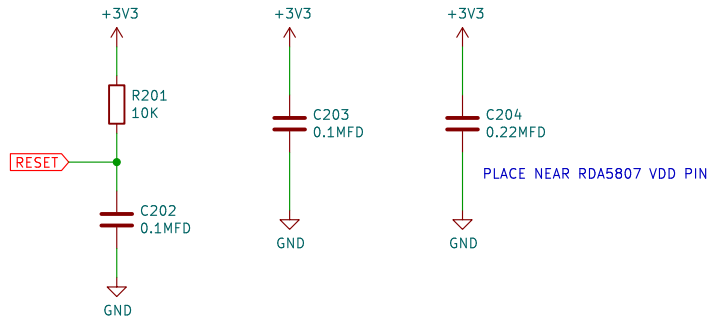 +3V3
R201
10K
RESET
C202
0.1MFD
GND
+3V3
C203
0.1MFD
GND
+3V3
C204
0.22MFD
PLACE NEAR RDA5807 VDD PIN
GND